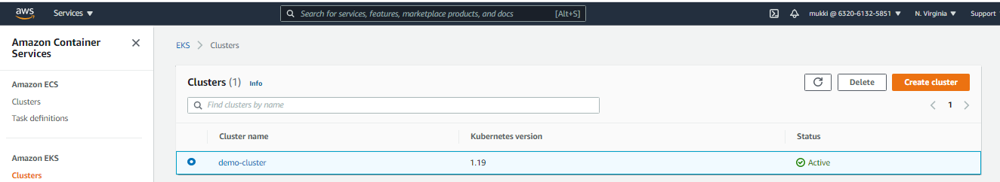 aws Services Search for services, features, marketplace products, and docs [Alt+S] mukki @ 6320-6132-5851 N. Virginia Support
Amazon Container
Services
Amazon ECS
Clusters
Task definitions
Amazon EKS
Clusters
EKS > Clusters
Clusters (1) Info Delete Create cluster
Find clusters by name 1
Cluster name Kubernetes version Status
demo-cluster 1.19 Active